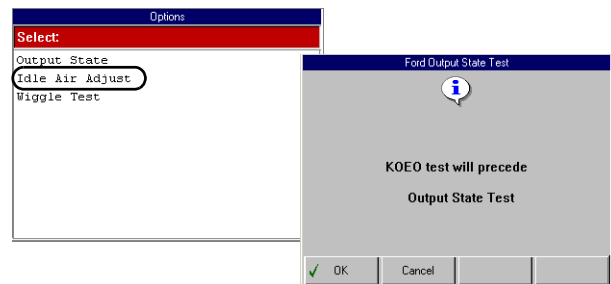 Options
Select:
Output State
Idle Air Adjust
Wiggle Test
Ford Output State Test
KOEO test will precede
Output State Test
OK
Cancel